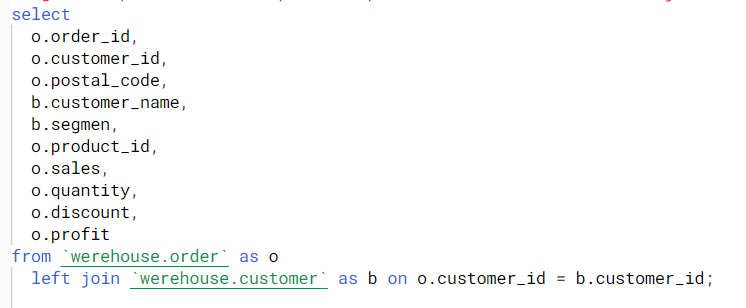 select
o.order_id,
o.customer_id,
o.postal_code,
b.customer_name,
b.segmen,
o.product_id,
o.sales,
o.quantity,
o.discount,
o.profit
from `werehouse.order` as o
left join `werehouse.customer` as b on o.customer_id = b.customer_id;